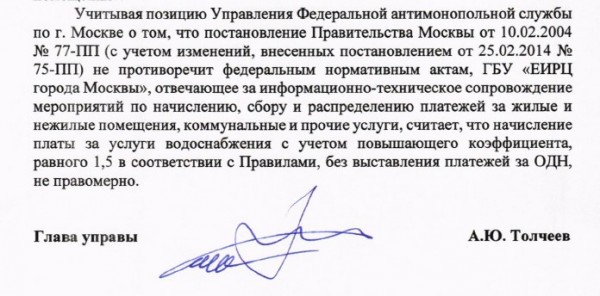 Учитывая позицию Управления Федеральной антимонопольной службы
по г. Москве о том, что постановление Правительства Москвы от 10.02.2004
№ 77-ПП (с учетом изменений, внесенных постановлением от 25.02.2014 №
75-ПП) не противоречит федеральным нормативным актам, ГБУ «ЕИРЦ
города Москвы», отвечающее за информационно-техническое сопровождение
мероприятий по начислению, сбору и распределению платежей за жилые и
нежилые помещения, коммунальные и прочие услуги, считает, что начисление
платы за услуги водоснабжения с учетом повышающего коэффициента,
равного 1,5 в соответствии с Правилами, без выставления платежей за ОДН,
не правомерно.
Глава управы А.Ю. Толчеев